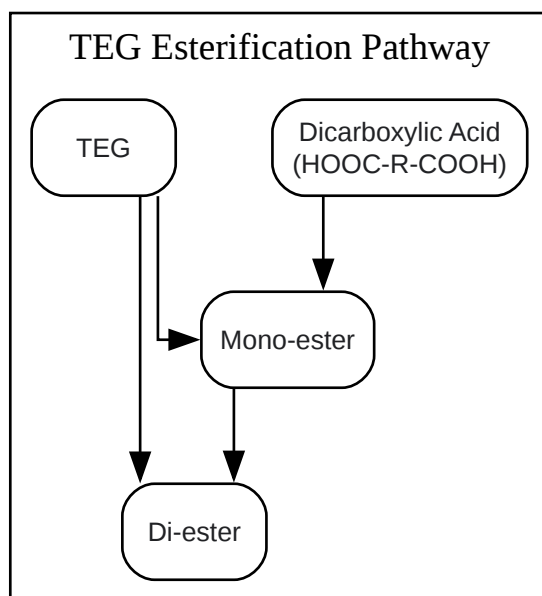 TEG Esterification Pathway
TEG
Dicarboxylic Acid
(HOOC-R-COOH)
Mono-ester
Di-ester